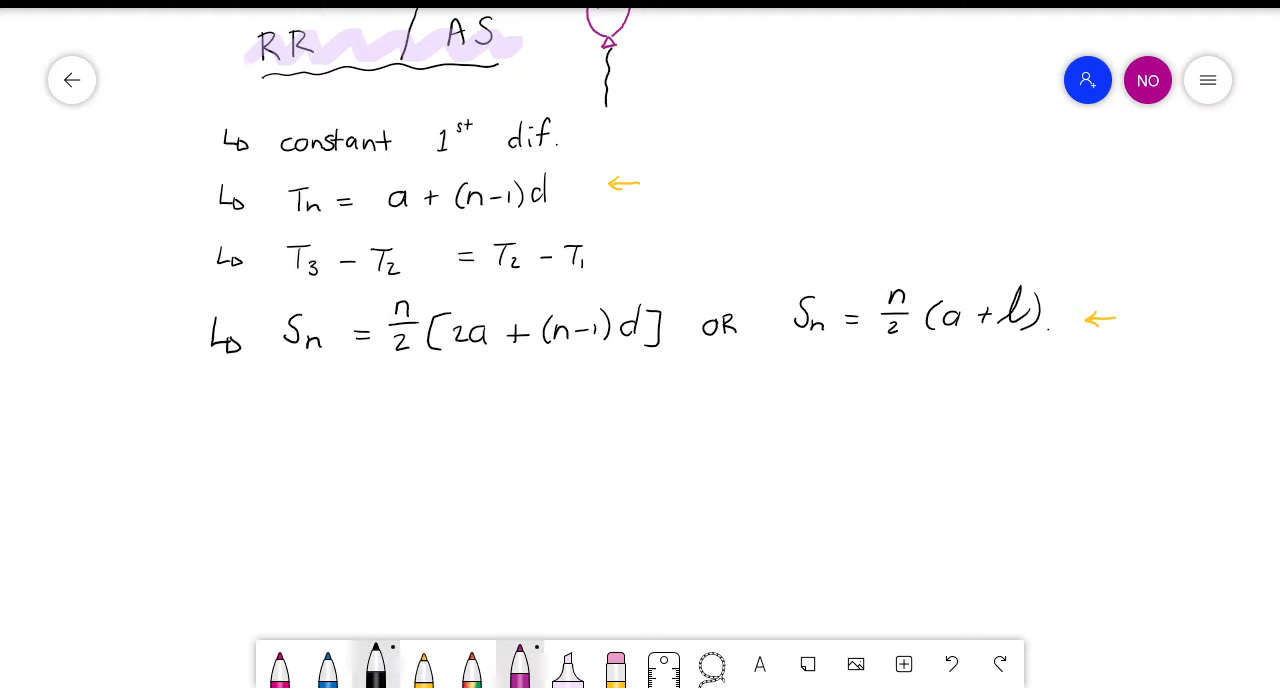 RR / AS
NO
↳ constant 1st dif.
↳ Tn = a + (n-1)d ←
↳ T3 - T2 = T2 - T1
↳ Sn = n/2 [2a + (n-1)d] OR Sn = n/2 (a + l). ←
A